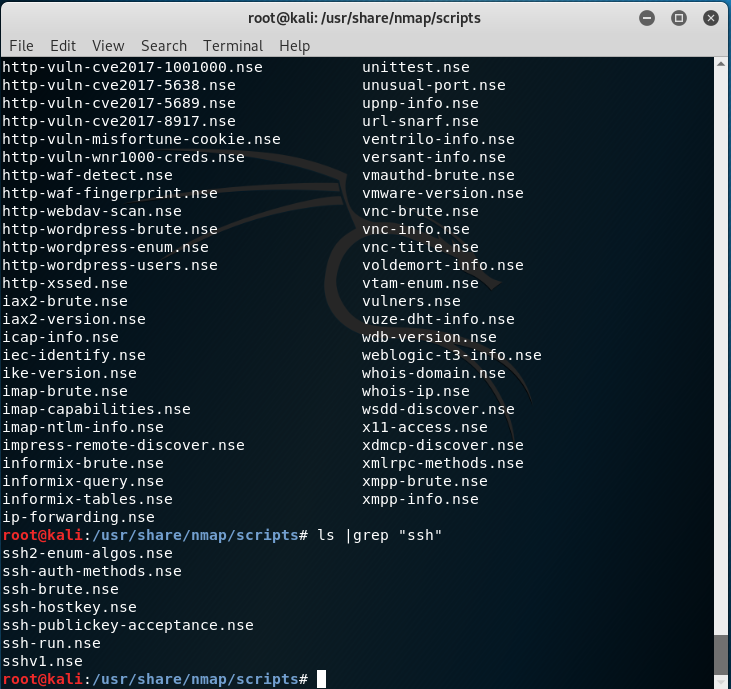 root@kali: /usr/share/nmap/scripts
File Edit View Search Terminal Help
http-vuln-cve2017-1001000.nse unittest.nse
http-vuln-cve2017-5638.nse unusual-port.nse
http-vuln-cve2017-5689.nse upnp-info.nse
http-vuln-cve2017-8917.nse url-snarf.nse
http-vuln-misfortune-cookie.nse ventrilo-info.nse
http-vuln-wnr1000-creds.nse versant-info.nse
http-waf-detect.nse vmauthd-brute.nse
http-waf-fingerprint.nse vmware-version.nse
http-webdav-scan.nse vnc-brute.nse
http-wordpress-brute.nse vnc-info.nse
http-wordpress-enum.nse vnc-title.nse
http-wordpress-users.nse voldemort-info.nse
http-xssed.nse vtam-enum.nse
iax2-brute.nse vulners.nse
iax2-version.nse vuze-dht-info.nse
icap-info.nse wdb-version.nse
iec-identify.nse weblogic-t3-info.nse
ike-version.nse whois-domain.nse
imap-brute.nse whois-ip.nse
imap-capabilities.nse wsdd-discover.nse
imap-ntlm-info.nse x11-access.nse
impress-remote-discover.nse xdmcp-discover.nse
informix-brute.nse xmlrpc-methods.nse
informix-query.nse xmpp-brute.nse
informix-tables.nse xmpp-info.nse
ip-forwarding.nse
root@kali:/usr/share/nmap/scripts# ls |grep "ssh"
ssh2-enum-algos.nse
ssh-auth-methods.nse
ssh-brute.nse
ssh-hostkey.nse
ssh-publickey-acceptance.nse
ssh-run.nse
sshv1.nse
root@kali:/usr/share/nmap/scripts#